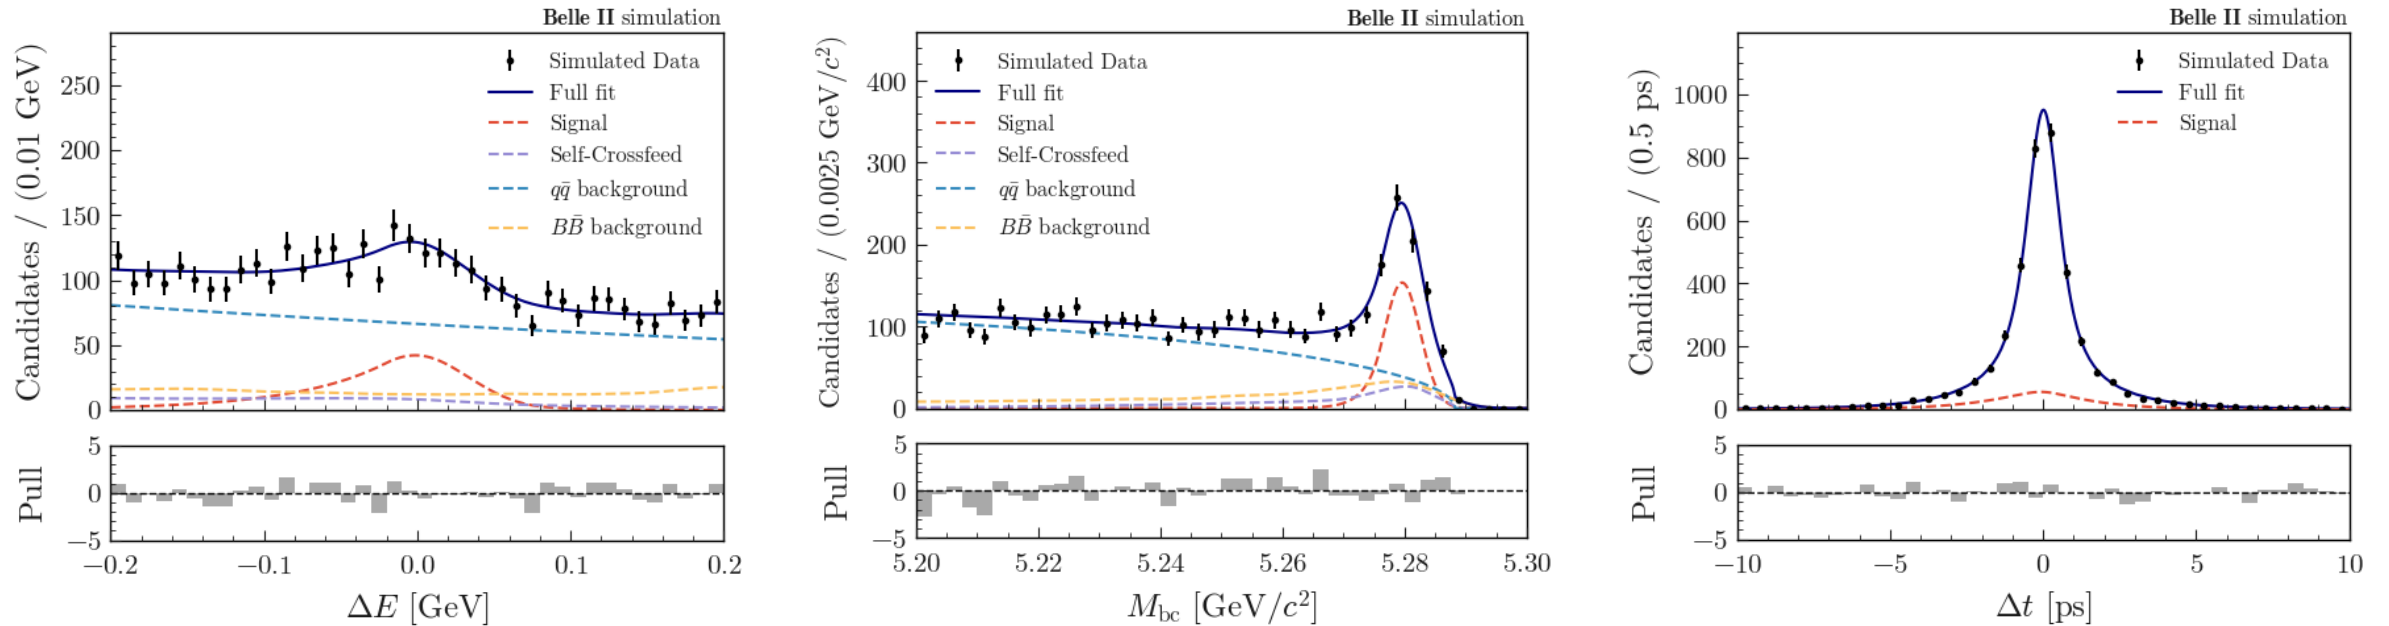 Belle II simulation
Candidates / (0.01 GeV)
250
200
150
100
50
0
Simulated Data
Full fit
Signal
Self-Crossfeed
qq̄ background
BB̄ background
Pull
5
0
−5
−0.2 −0.1 0.0 0.1 0.2
ΔE [GeV]
Belle II simulation
Candidates / (0.0025 GeV/c²)
400
300
200
100
0
Simulated Data
Full fit
Signal
Self-Crossfeed
qq̄ background
BB̄ background
Pull
5
0
−5
5.20 5.22 5.24 5.26 5.28 5.30
M_bc [GeV/c²]
Belle II simulation
Candidates / (0.5 ps)
1000
800
600
400
200
0
Simulated Data
Full fit
Signal
Pull
5
0
−5
−10 −5 0 5 10
Δt [ps]